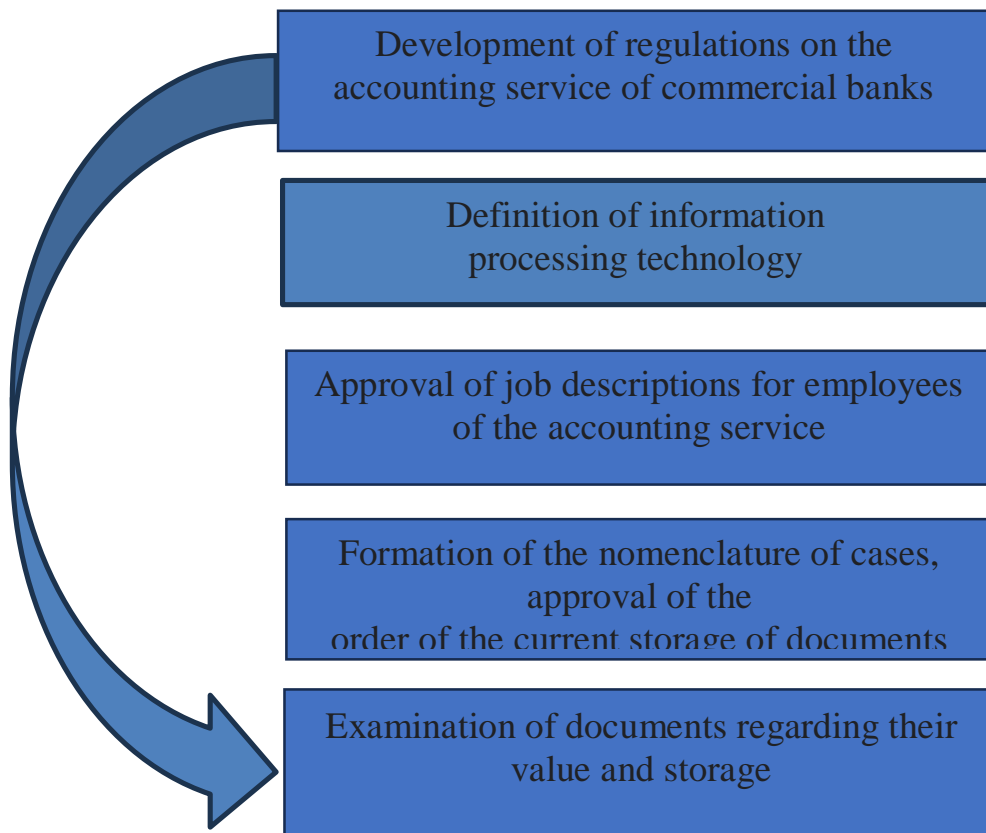 Development of regulations on the
accounting service of commercial banks
Definition of information
processing technology
Approval of job descriptions for employees
of the accounting service
Formation of the nomenclature of cases,
approval of the
order of the current storage of documents
Examination of documents regarding their
value and storage